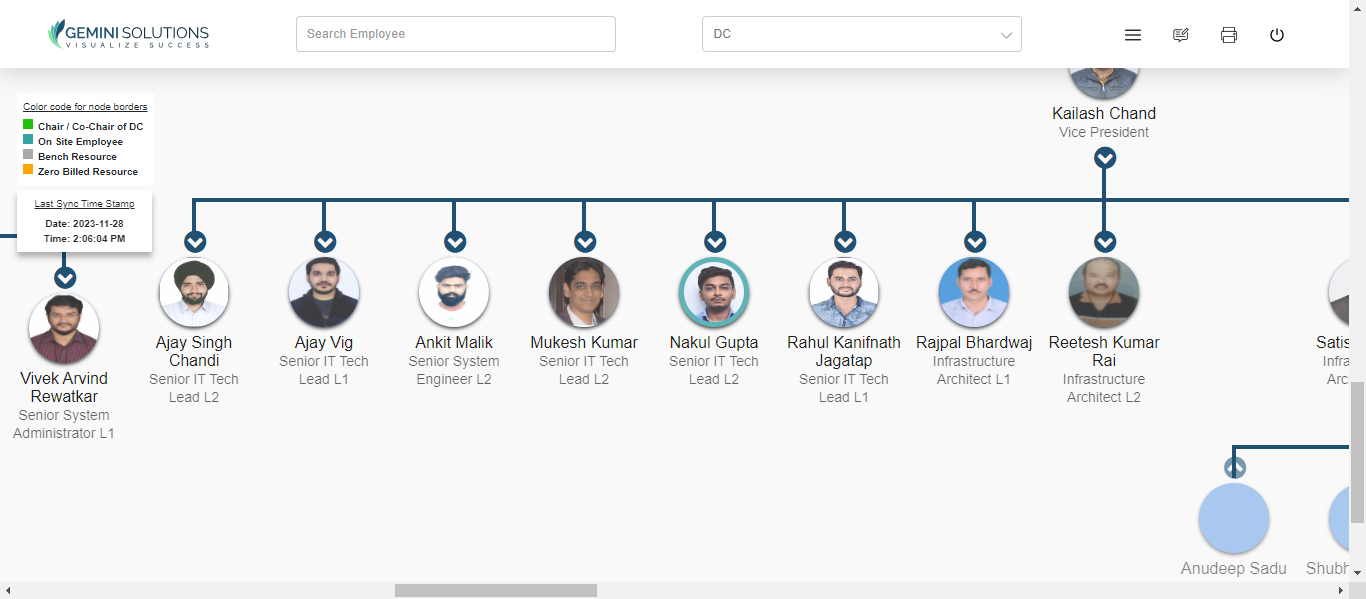 GEMINI SOLUTIONS
VISUALIZE SUCCESS
Search Employee
DC
Color code for node borders
Chair / Co-Chair of DC
On Site Employee
Bench Resource
Zero Billed Resource
Last Sync Time Stamp
Date: 2023-11-28
Time: 2:06:04 PM
Kailash Chand
Vice President
Vivek Arvind
Rewatkar
Senior System
Administrator L1
Ajay Singh
Chandi
Senior IT Tech
Lead L2
Ajay Vig
Senior IT Tech
Lead L1
Ankit Malik
Senior System
Engineer L2
Mukesh Kumar
Senior IT Tech
Lead L2
Nakul Gupta
Senior IT Tech
Lead L2
Rahul Kanifnath
Jagatap
Senior IT Tech
Lead L1
Rajpal Bhardwaj
Infrastructure
Architect L1
Reetesh Kumar
Rai
Infrastructure
Architect L2
Satis
Infra
Arc
Anudeep Sadu
Shubh